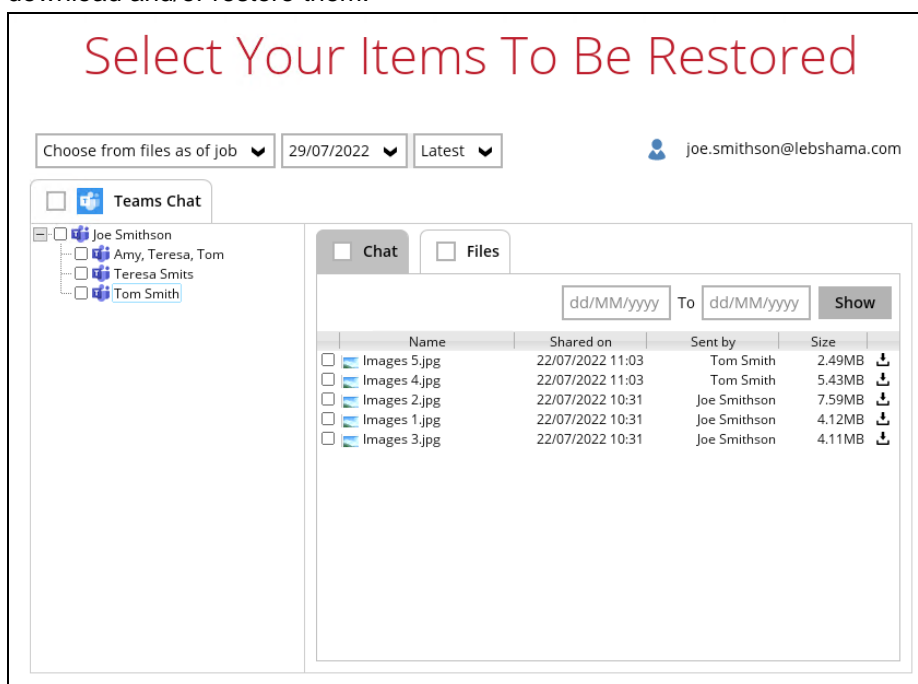 download and/or restore them.
Select Your Items To Be Restored
Choose from files as of job 29/07/2022 Latest joe.smithson@lebshama.com
Teams Chat
Joe Smithson
Amy, Teresa, Tom
Teresa Smits
Tom Smith
Chat Files
dd/MM/yyyy To dd/MM/yyyy Show
Name Shared on Sent by Size
Images 5.jpg 22/07/2022 11:03 Tom Smith 2.49MB
Images 4.jpg 22/07/2022 11:03 Tom Smith 5.43MB
Images 2.jpg 22/07/2022 10:31 Joe Smithson 7.59MB
Images 1.jpg 22/07/2022 10:31 Joe Smithson 4.12MB
Images 3.jpg 22/07/2022 10:31 Joe Smithson 4.11MB